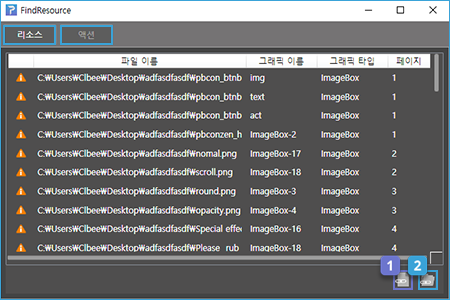 FindResource
리소스 액션
파일 이름 그래픽 이름 그래픽 타입 페이지
C:₩Users₩Clbee₩Desktop₩adfasdfasdf₩pbcon_btnb img ImageBox 1
C:₩Users₩Clbee₩Desktop₩adfasdfasdf₩pbcon_btnb text ImageBox 1
C:₩Users₩Clbee₩Desktop₩adfasdfasdf₩pbcon_btnb act ImageBox 1
C:₩Users₩Clbee₩Desktop₩adfasdfasdf₩pbconzen_h ImageBox-2 ImageBox 1
C:₩Users₩Clbee₩Desktop₩adfasdfasdf₩nomal.png ImageBox-17 ImageBox 2
C:₩Users₩Clbee₩Desktop₩adfasdfasdf₩scroll.png ImageBox-18 ImageBox 2
C:₩Users₩Clbee₩Desktop₩adfasdfasdf₩round.png ImageBox-3 ImageBox 3
C:₩Users₩Clbee₩Desktop₩adfasdfasdf₩opacity.png ImageBox-4 ImageBox 3
C:₩Users₩Clbee₩Desktop₩adfasdfasdf₩Special effe ImageBox-16 ImageBox 4
C:₩Users₩Clbee₩Desktop₩adfasdfasdf₩Please_rub ImageBox-18 ImageBox 4
1 2